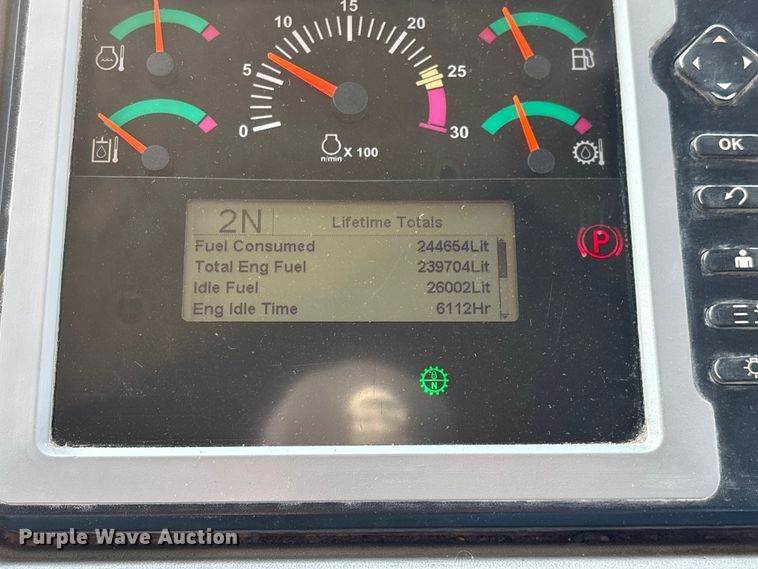 15
10
20
5
25
0
30
n/min X 100
OK
2N Lifetime Totals
Fuel Consumed 244654Lit
Total Eng Fuel 239704Lit
Idle Fuel 26002Lit
Eng Idle Time 6112Hr
P
N
Purple Wave Auction